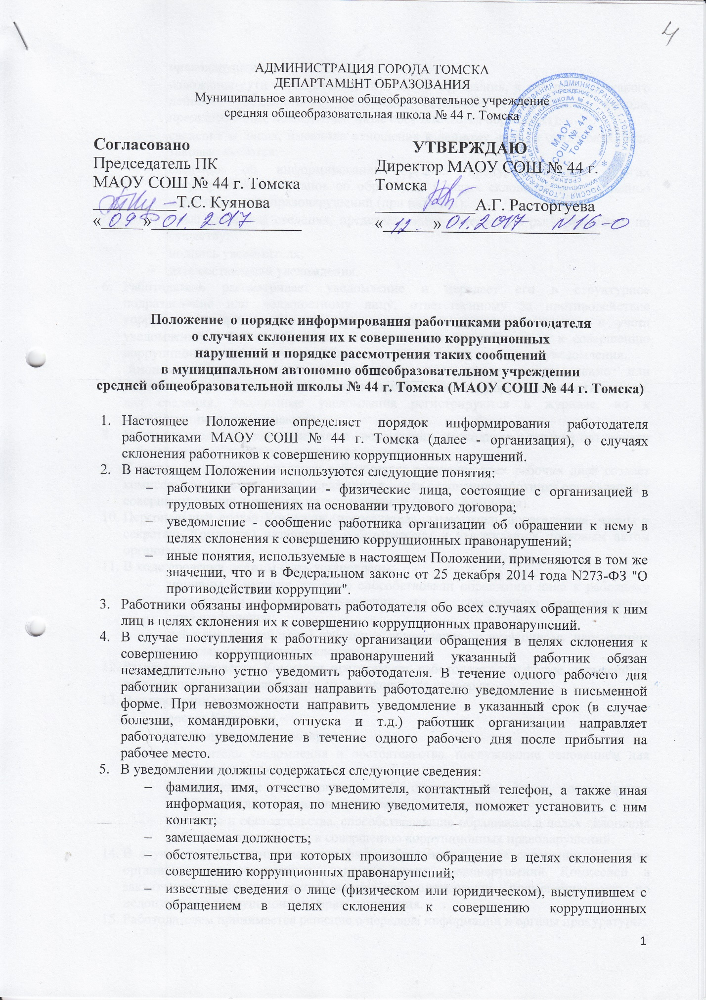 4
АДМИНИСТРАЦИЯ ГОРОДА ТОМСКА
ДЕПАРТАМЕНТ ОБРАЗОВАНИЯ
Муниципальное автономное общеобразовательное учреждение
средняя общеобразовательная школа № 44 г. Томска
МАОУ
СОШ № 44
г. Томска
Согласовано
Председатель ПК
МАОУ СОШ № 44 г. Томска
____________Т.С. Куянова
«09» 01. 2017
УТВЕРЖДАЮ
Директор МАОУ СОШ № 44 г.
Томска
____________А.Г. Расторгуева
«12.» 01.2017 N16-О
Положение о порядке информирования работниками работодателя
о случаях склонения их к совершению коррупционных
нарушений и порядке рассмотрения таких сообщений
в муниципальном автономно общеобразовательном учреждении
средней общеобразовательной школы № 44 г. Томска (МАОУ СОШ № 44 г. Томска)
1. Настоящее Положение определяет порядок информирования работодателя
работниками МАОУ СОШ № 44 г. Томска (далее - организация), о случаях
склонения работников к совершению коррупционных нарушений.
2. В настоящем Положении используются следующие понятия:
− работники организации - физические лица, состоящие с организацией в
трудовых отношениях на основании трудового договора;
− уведомление - сообщение работника организации об обращении к нему в
целях склонения к совершению коррупционных правонарушений;
− иные понятия, используемые в настоящем Положении, применяются в том же
значении, что и в Федеральном законе от 25 декабря 2014 года N273-ФЗ "О
противодействии коррупции".
3. Работники обязаны информировать работодателя обо всех случаях обращения к ним
лиц в целях склонения их к совершению коррупционных правонарушений.
4. В случае поступления к работнику организации обращения в целях склонения к
совершению коррупционных правонарушений указанный работник обязан
незамедлительно устно уведомить работодателя. В течение одного рабочего дня
работник организации обязан направить работодателю уведомление в письменной
форме. При невозможности направить уведомление в указанный срок (в случае
болезни, командировки, отпуска и т.д.) работник организации направляет
работодателю уведомление в течение одного рабочего дня после прибытия на
рабочее место.
5. В уведомлении должны содержаться следующие сведения:
− фамилия, имя, отчество уведомителя, контактный телефон, а также иная
информация, которая, по мнению уведомителя, поможет установить с ним
контакт;
− замещаемая должность;
− обстоятельства, при которых произошло обращение в целях склонения к
совершению коррупционных правонарушений;
− известные сведения о лице (физическом или юридическом), выступившем с
обращением в целях склонения к совершению коррупционных
1